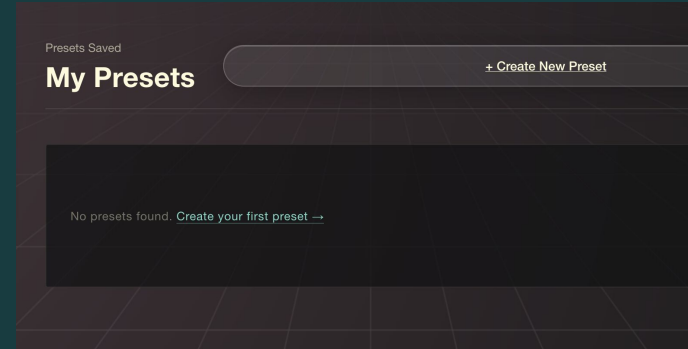 Presets Saved
My Presets
+ Create New Preset
No presets found. Create your first preset →